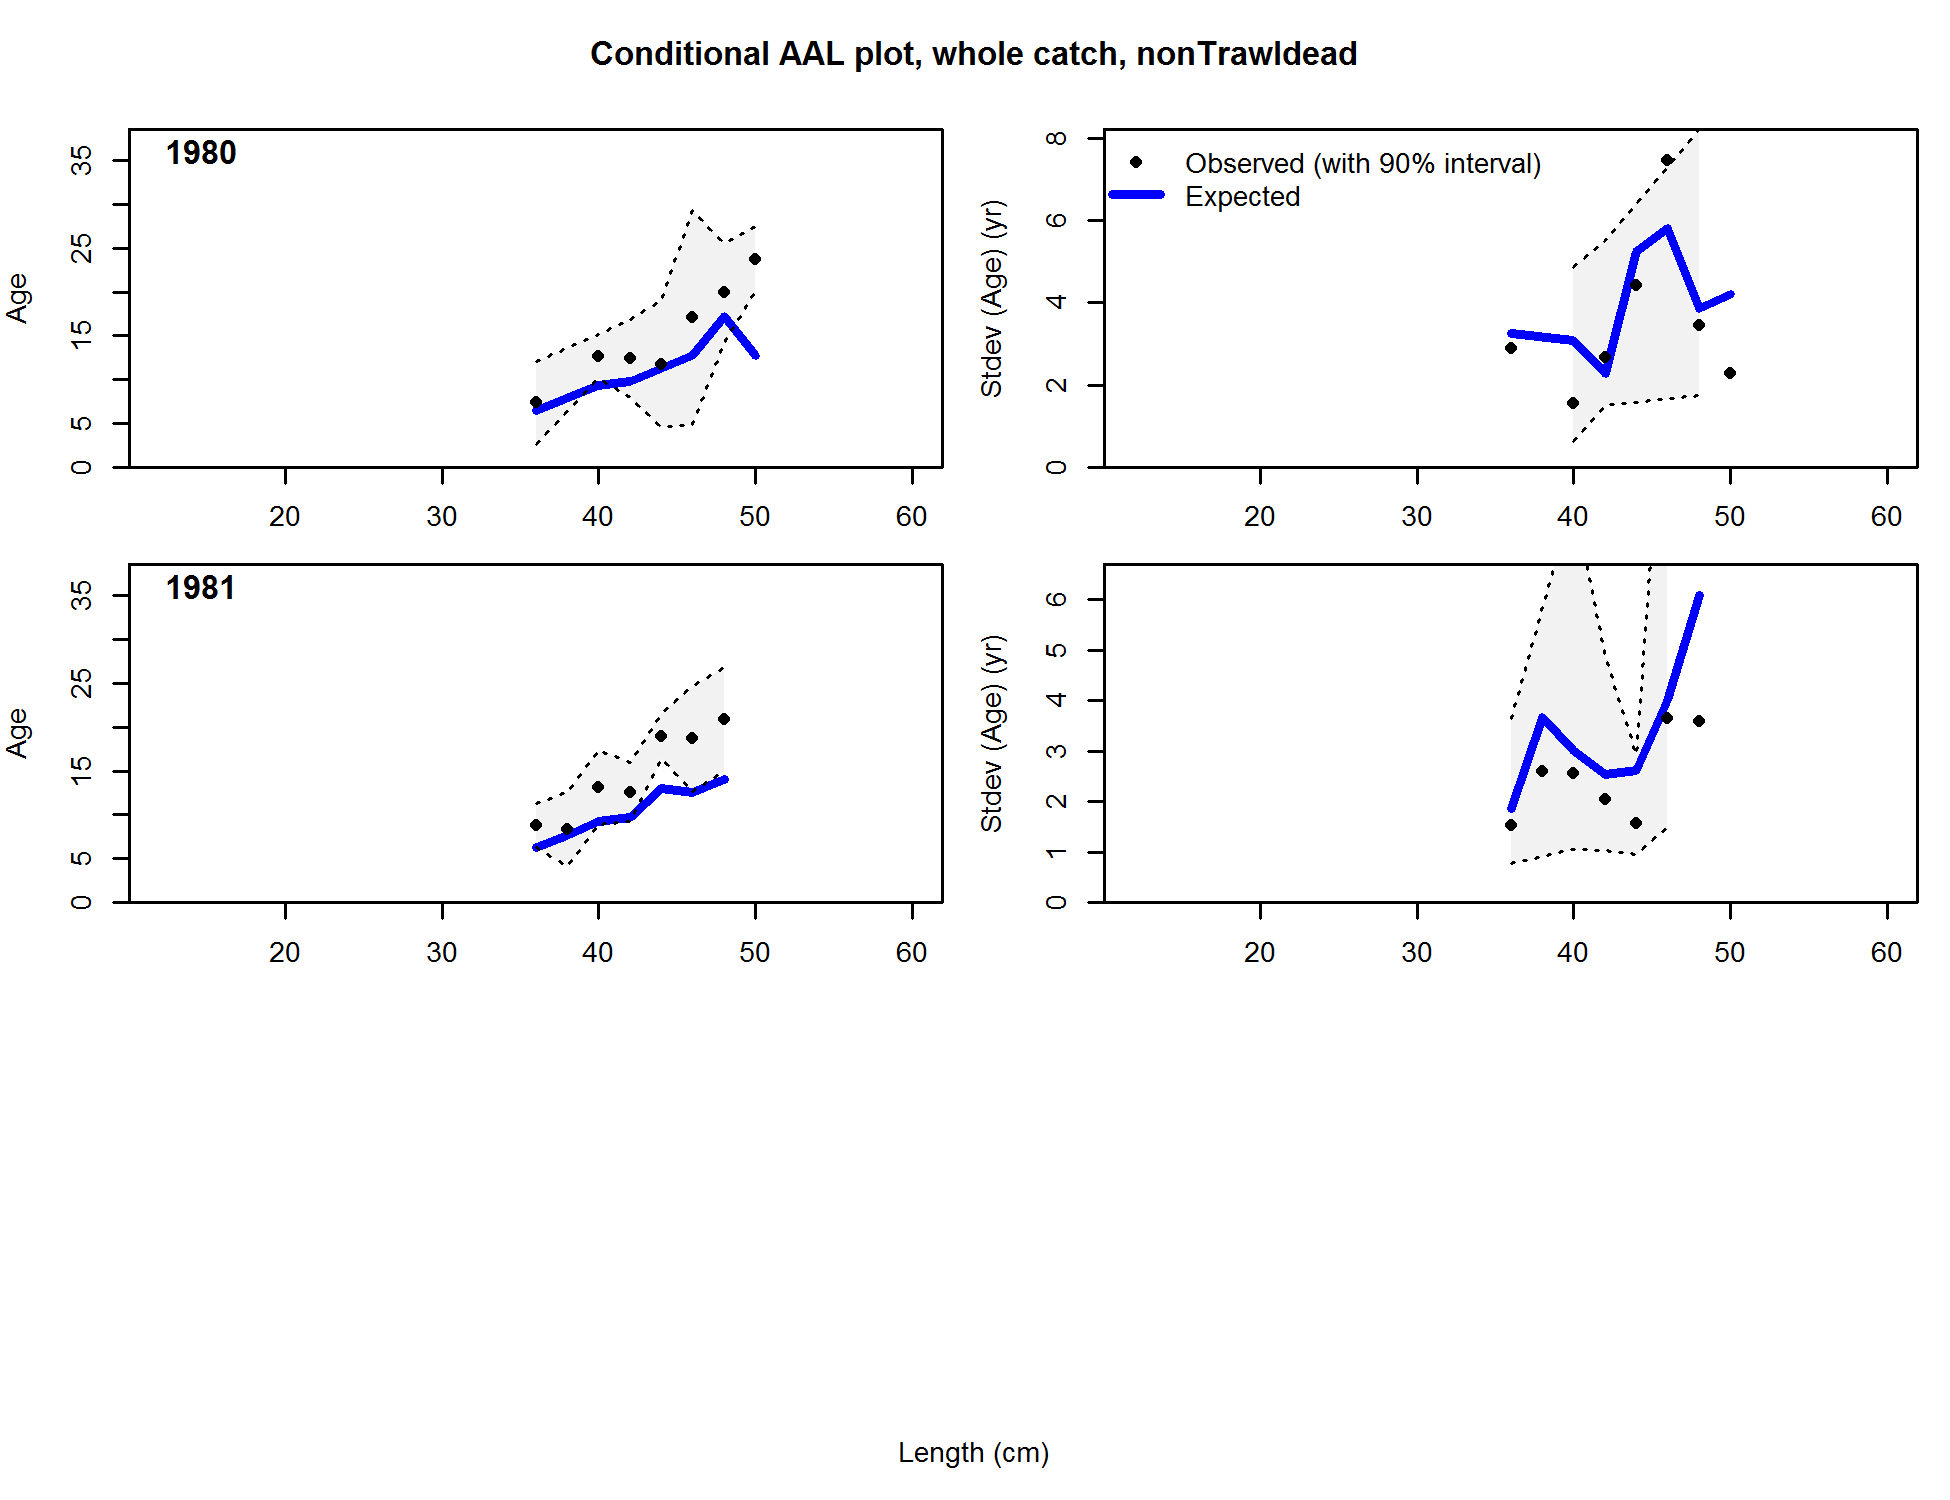 Conditional AAL plot, whole catch, nonTrawldead
1980
Age
0 5 15 25 35
20 30 40 50 60
Observed (with 90% interval)
Expected
Stdev (Age) (yr)
0 2 4 6 8
20 30 40 50 60
1981
Age
0 5 15 25 35
20 30 40 50 60
Stdev (Age) (yr)
0 1 2 3 4 5 6
20 30 40 50 60
Length (cm)